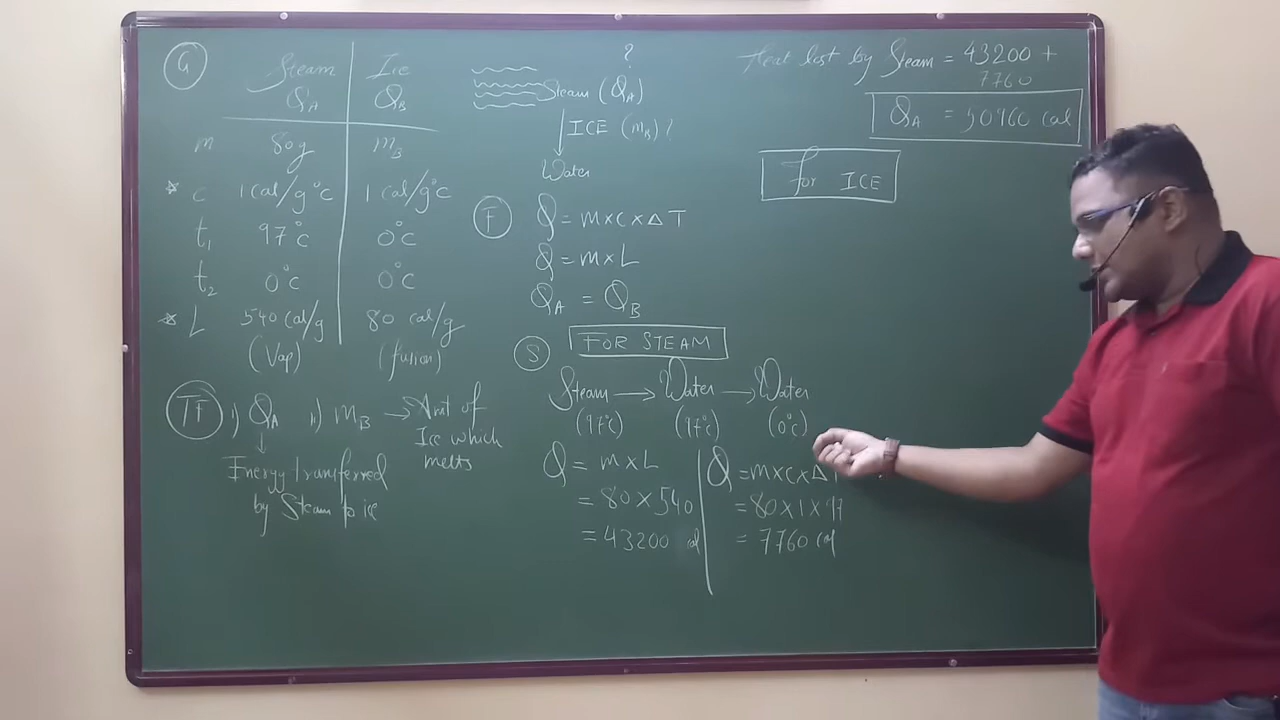 G Steam Ice
QA QB
m 80g mB
* c 1 cal/g°c 1 cal/g°c
t₁ 97°c 0°c
t₂ 0°c 0°c
* L 540 cal/g 80 cal/g
(Vap) (fusion)
TF i) QA ii) mB → Amt of
Ice which
melts
↓
Energy transferred
by Steam to ice
?
Steam (QA)
↓ ICE (mB)?
Water
F Q = m×c×ΔT
Q = m×L
QA = QB
S FOR STEAM
Steam → Water → Water
(97°c) (97°c) (0°c)
Q = m×L
= 80×540
= 43200 cal
Q = m×c×ΔT
= 80×1×97
= 7760 cal
Heat lost by Steam = 43200 +
7760
QA = 50960 cal
For ICE